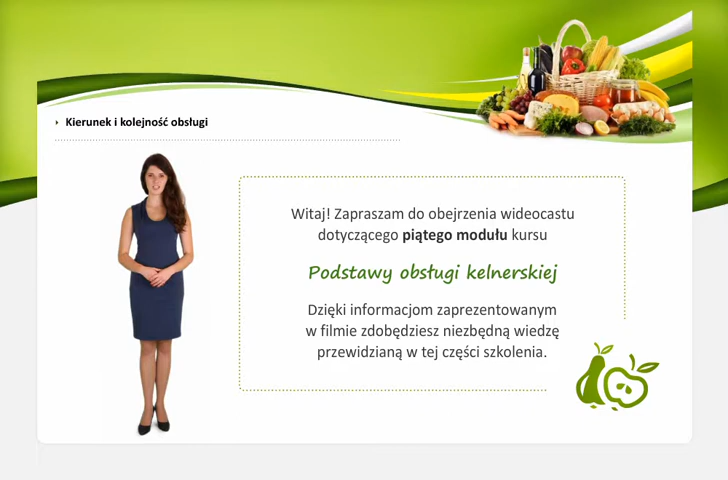 Kierunek i kolejność obsługi
Witaj! Zapraszam do obejrzenia wideocastu
dotyczącego piątego modułu kursu
Podstawy obsługi kelnerskiej
Dzięki informacjom zaprezentowanym
w filmie zdobędziesz niezbędną wiedzę
przewidzianą w tej części szkolenia.